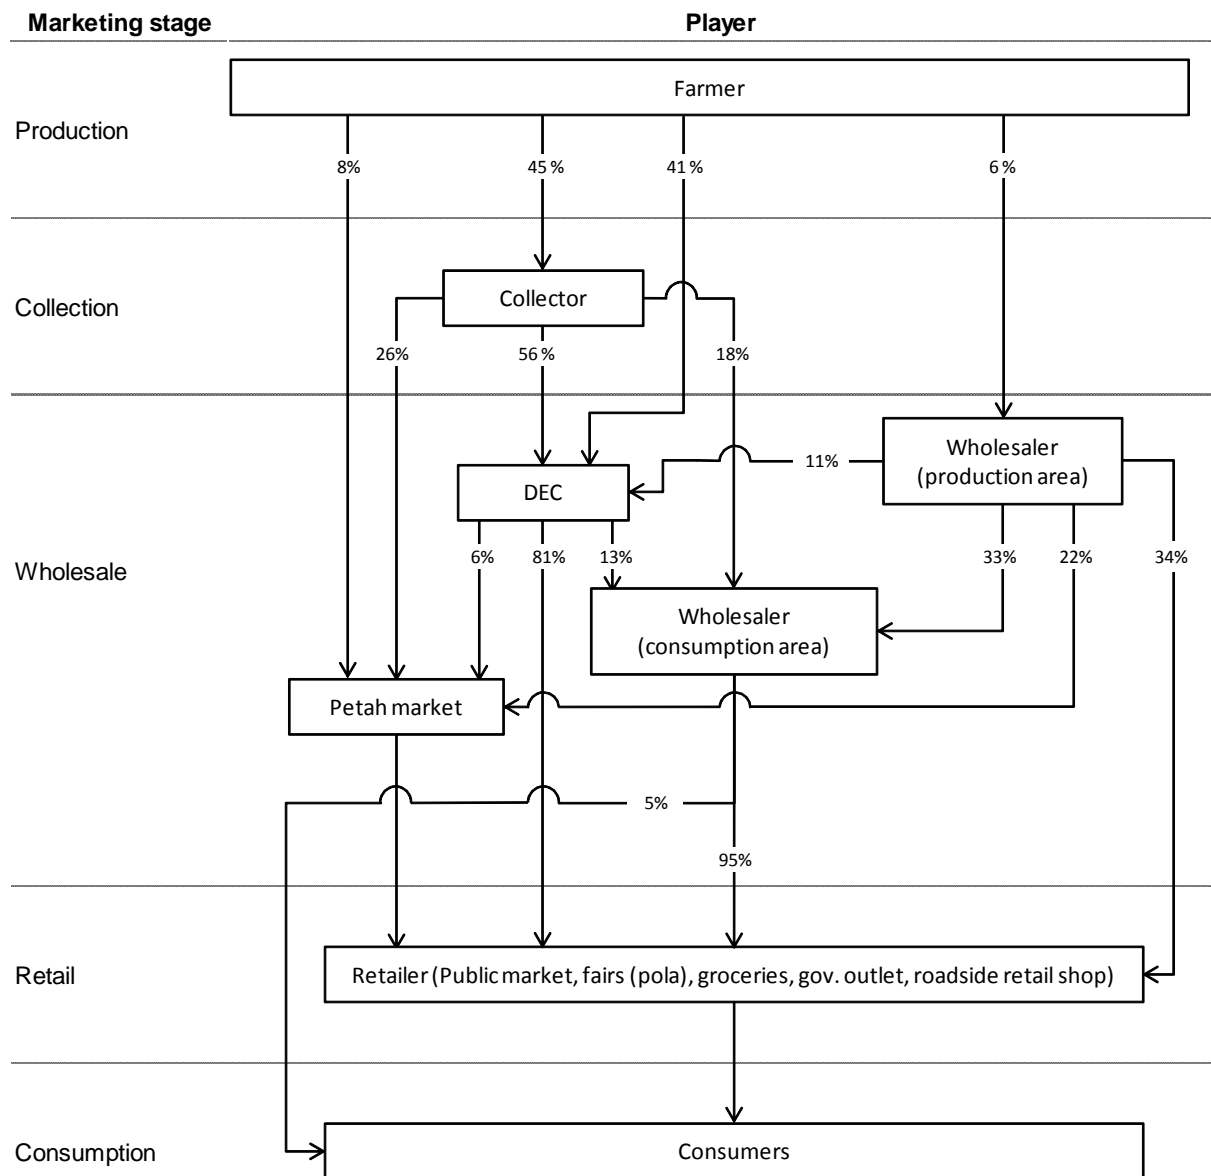 Marketing stage
Player
Farmer
Production
8%
45 %
41 %
6 %
Collector
Collection
26%
56 %
18%
Wholesaler
(production area)
11%
DEC
6%
81%
13%
33%
22%
34%
Wholesale
Wholesaler
(consumption area)
Petah market
5%
95%
Retail
Retailer (Public market, fairs (pola), groceries, gov. outlet, roadside retail shop)
Consumption
Consumers